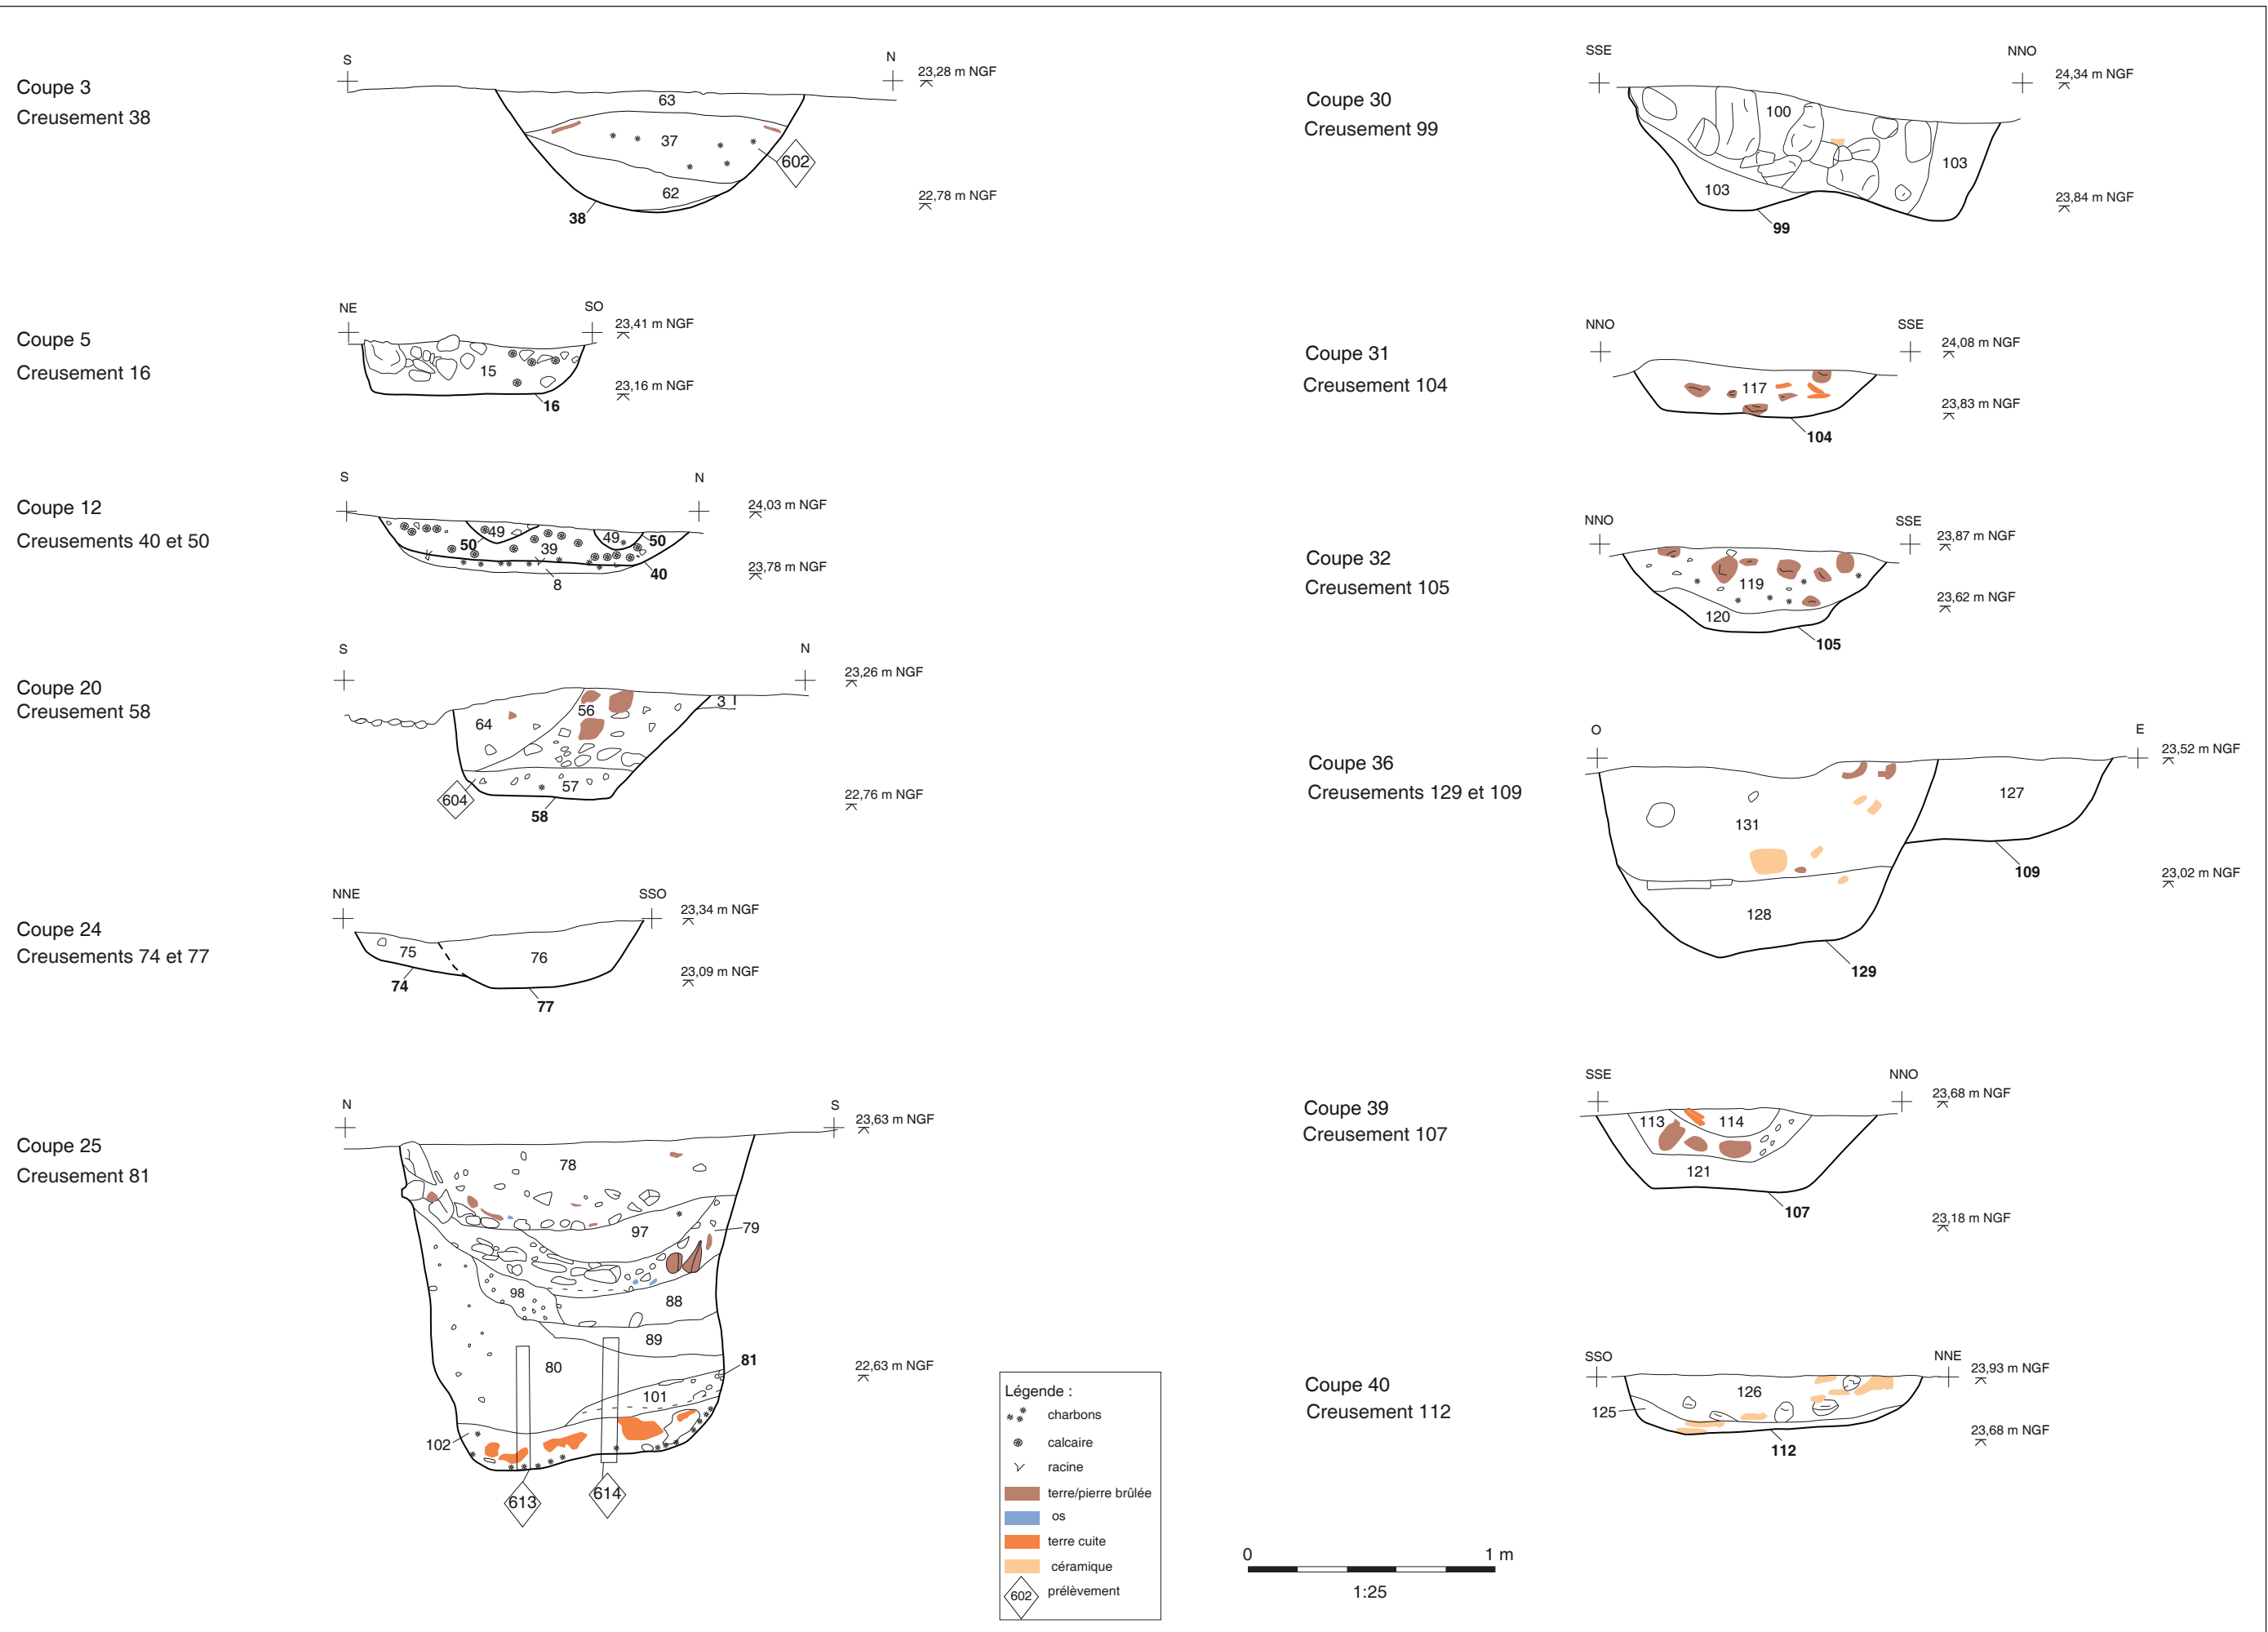 Coupe 3
Creusement 38
S
N
23,28 m NGF
63
37
602
62
22,78 m NGF
38
Coupe 5
Creusement 16
NE
SO
23,41 m NGF
15
23,16 m NGF
16
Coupe 12
Creusements 40 et 50
S
N
24,03 m NGF
49
50
39
49
50
40
8
23,78 m NGF
Coupe 20
Creusement 58
S
N
23,26 m NGF
3
56
64
57
604
58
22,76 m NGF
Coupe 24
Creusements 74 et 77
NNE
SSO
23,34 m NGF
75
76
23,09 m NGF
74
77
Coupe 25
Creusement 81
N
S
23,63 m NGF
78
97
79
98
88
89
80
81
22,63 m NGF
101
102
613
614
Coupe 30
Creusement 99
SSE
NNO
24,34 m NGF
100
103
103
23,84 m NGF
99
Coupe 31
Creusement 104
NNO
SSE
24,08 m NGF
117
23,83 m NGF
104
Coupe 32
Creusement 105
NNO
SSE
23,87 m NGF
119
23,62 m NGF
120
105
Coupe 36
Creusements 129 et 109
O
E
23,52 m NGF
127
131
109
23,02 m NGF
128
129
Coupe 39
Creusement 107
SSE
NNO
23,68 m NGF
113
114
121
107
23,18 m NGF
Coupe 40
Creusement 112
SSO
NNE
23,93 m NGF
126
125
23,68 m NGF
112
Légende :
charbons
calcaire
racine
terre/pierre brûlée
os
terre cuite
céramique
602 prélèvement
0 1 m
1:25